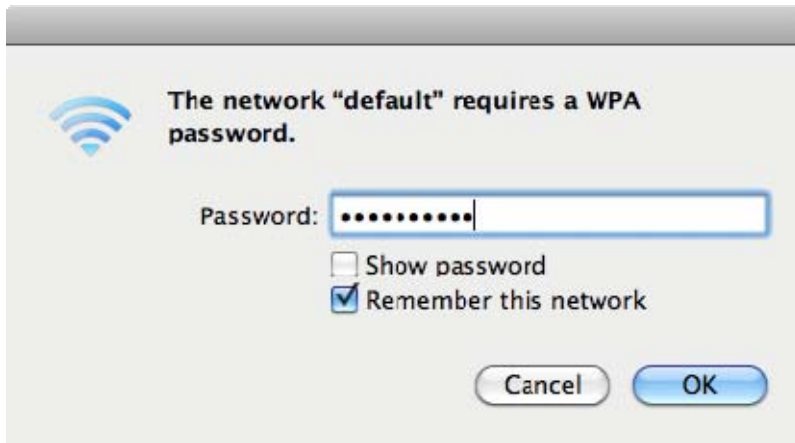 The network “default” requires a WPA
password.
Password: ••••••••••
Show password
Remember this network
Cancel OK